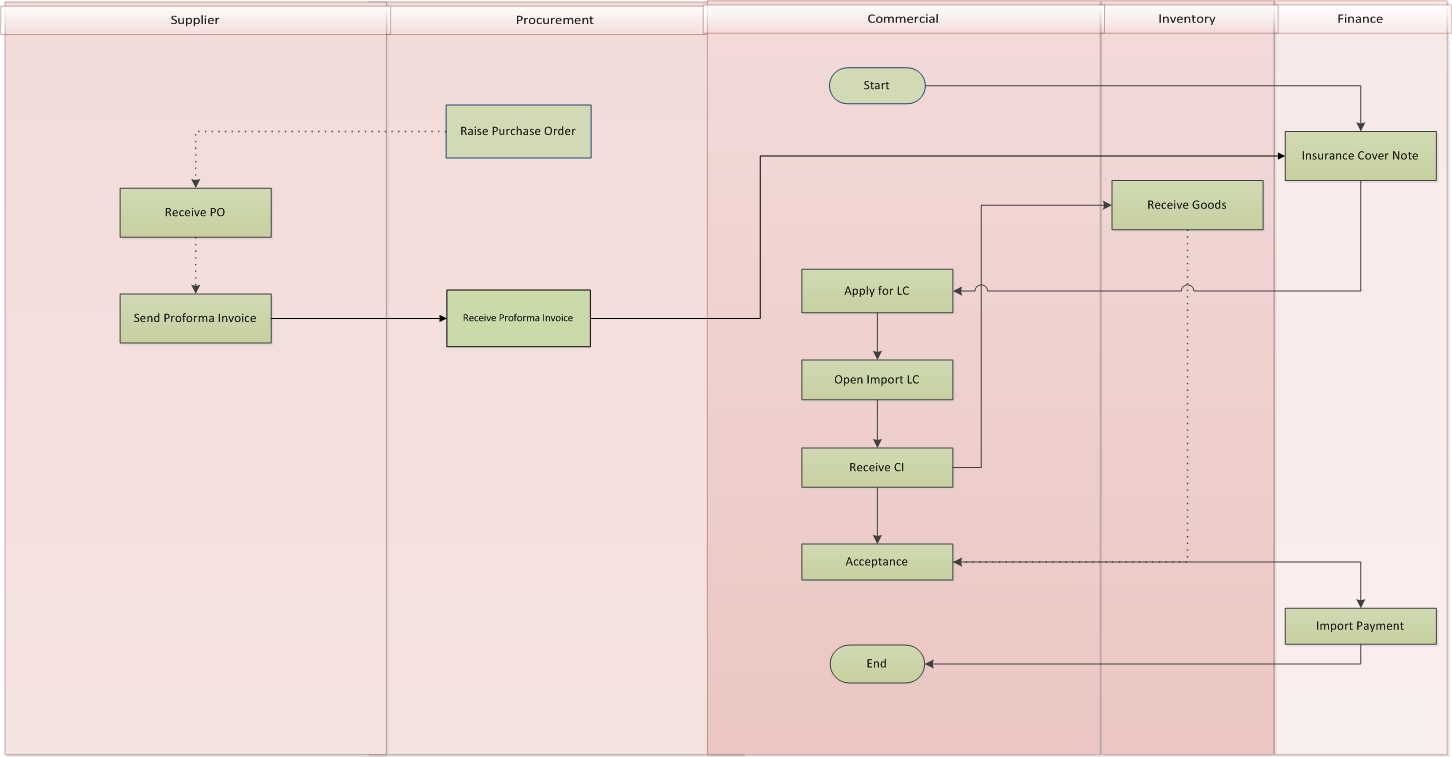 Supplier
Procurement
Commercial
Inventory
Finance
Start
Raise Purchase Order
Insurance Cover Note
Receive PO
Receive Goods
Apply for LC
Send Proforma Invoice
Receive Proforma Invoice
Open Import LC
Receive CI
Acceptance
Import Payment
End